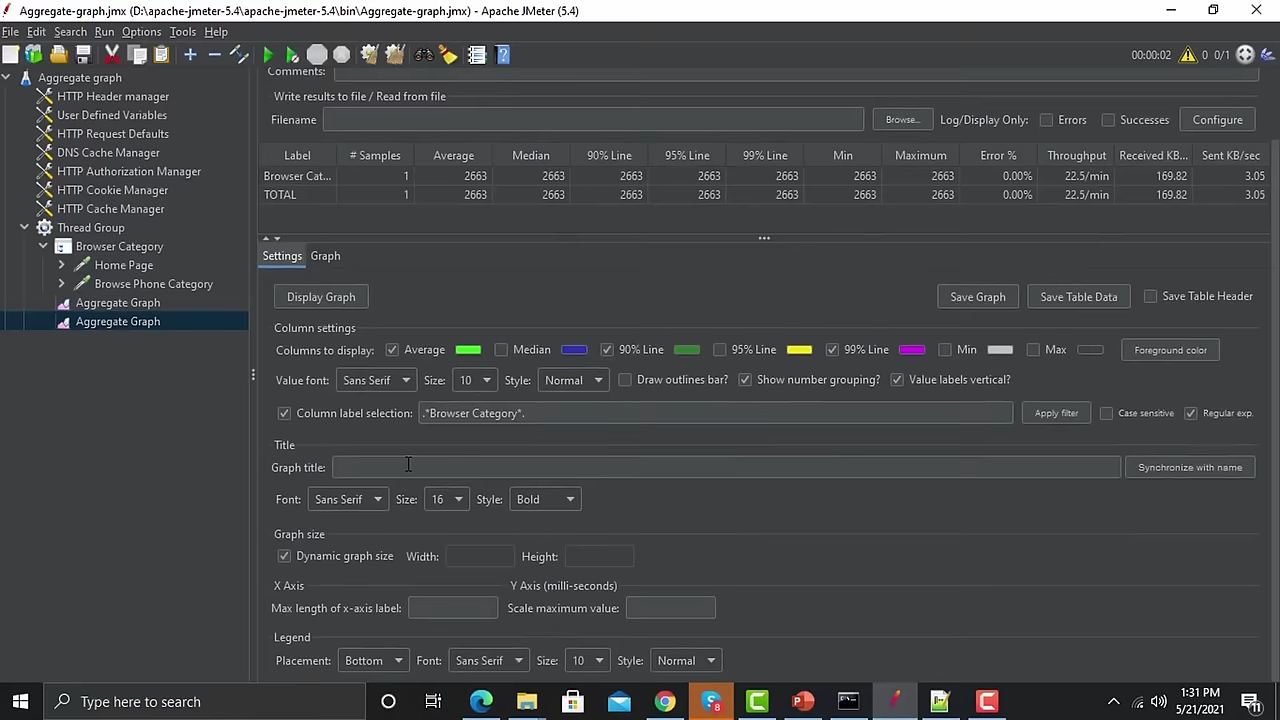 Aggregate-graph.jmx (D:\apache-jmeter-5.4\apache-jmeter-5.4\bin\Aggregate-graph.jmx) - Apache JMeter (5.4)
File Edit Search Run Options Tools Help
00:00:02 0 0/1
Aggregate graph
HTTP Header manager
User Defined Variables
HTTP Request Defaults
DNS Cache Manager
HTTP Authorization Manager
HTTP Cookie Manager
HTTP Cache Manager
Thread Group
Browser Category
Home Page
Browse Phone Category
Aggregate Graph
Aggregate Graph
Comments:
Write results to file / Read from file
Filename Browse... Log/Display Only: Errors Successes Configure
Label # Samples Average Median 90% Line 95% Line 99% Line Min Maximum Error % Throughput Received KB... Sent KB/sec
Browser Cat... 1 2663 2663 2663 2663 2663 2663 2663 0.00% 22.5/min 169.82 3.05
TOTAL 1 2663 2663 2663 2663 2663 2663 2663 0.00% 22.5/min 169.82 3.05
Settings Graph
Display Graph Save Graph Save Table Data Save Table Header
Column settings
Columns to display: Average Median 90% Line 95% Line 99% Line Min Max Foreground color
Value font: Sans Serif Size: 10 Style: Normal Draw outlines bar? Show number grouping? Value labels vertical?
Column label selection: .*Browser Category*. Apply filter Case sensitive Regular exp.
Title
Graph title: Synchronize with name
Font: Sans Serif Size: 16 Style: Bold
Graph size
Dynamic graph size Width: Height:
X Axis Y Axis (milli-seconds)
Max length of x-axis label: Scale maximum value:
Legend
Placement: Bottom Font: Sans Serif Size: 10 Style: Normal
Type here to search
1:31 PM
5/21/2021